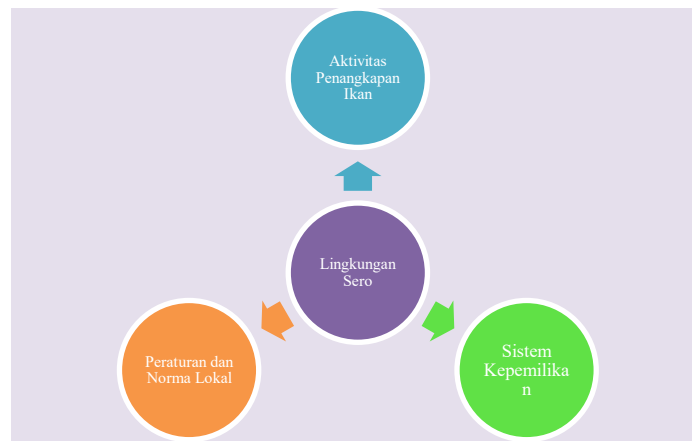 Aktivitas
Penangkapan
Ikan
Lingkungan
Sero
Peraturan dan
Norma Lokal
Sistem
Kepemilika
n